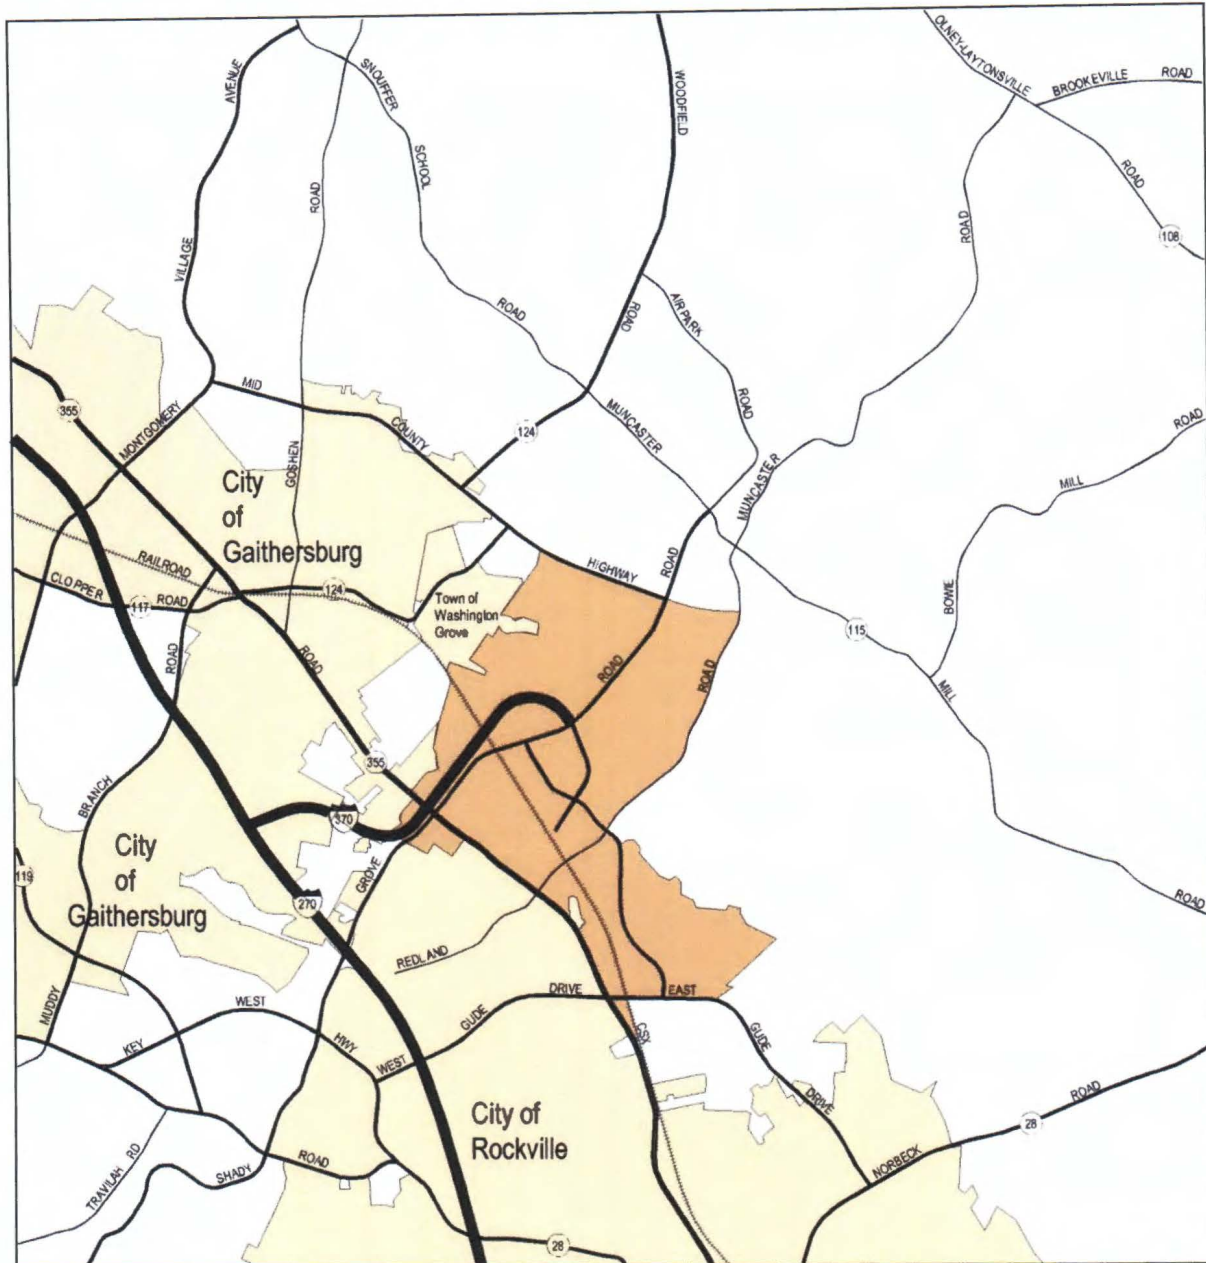 OLNEY-LAYTONSVILLE
BROOKEVILLE ROAD
SNOUFFER
AVENUE
WOODFIELD
SCHOOL
ROAD
ROAD
ROAD
108
VILLAGE
ROAD
AIRPARK
ROAD
ROAD
MID
ROAD
355
MUNCASTER
COUNTY
124
ROAD
MONTGOMERY
GOSHEN
MUNCASTER
MILL
City
of
Gaithersburg
RAILROAD
HIGHWAY
ROAD
CLOPPER
117
ROAD
124
Town of
Washington
Grove
BOWIE
115
ROAD
ROAD
ROAD
ROAD
MILL
355
BRANCH
370
City
of
Gaithersburg
119
GROVE
270
ROAD
REDLAND
MUDDY
WEST
GUDE
DRIVE
EAST
KEY
HWY
WEST
CSX
GUDE
DRIVE
ROAD
28
City of
Rockville
TRAVILAH RD
SHADY
ROAD
NORBECK
28